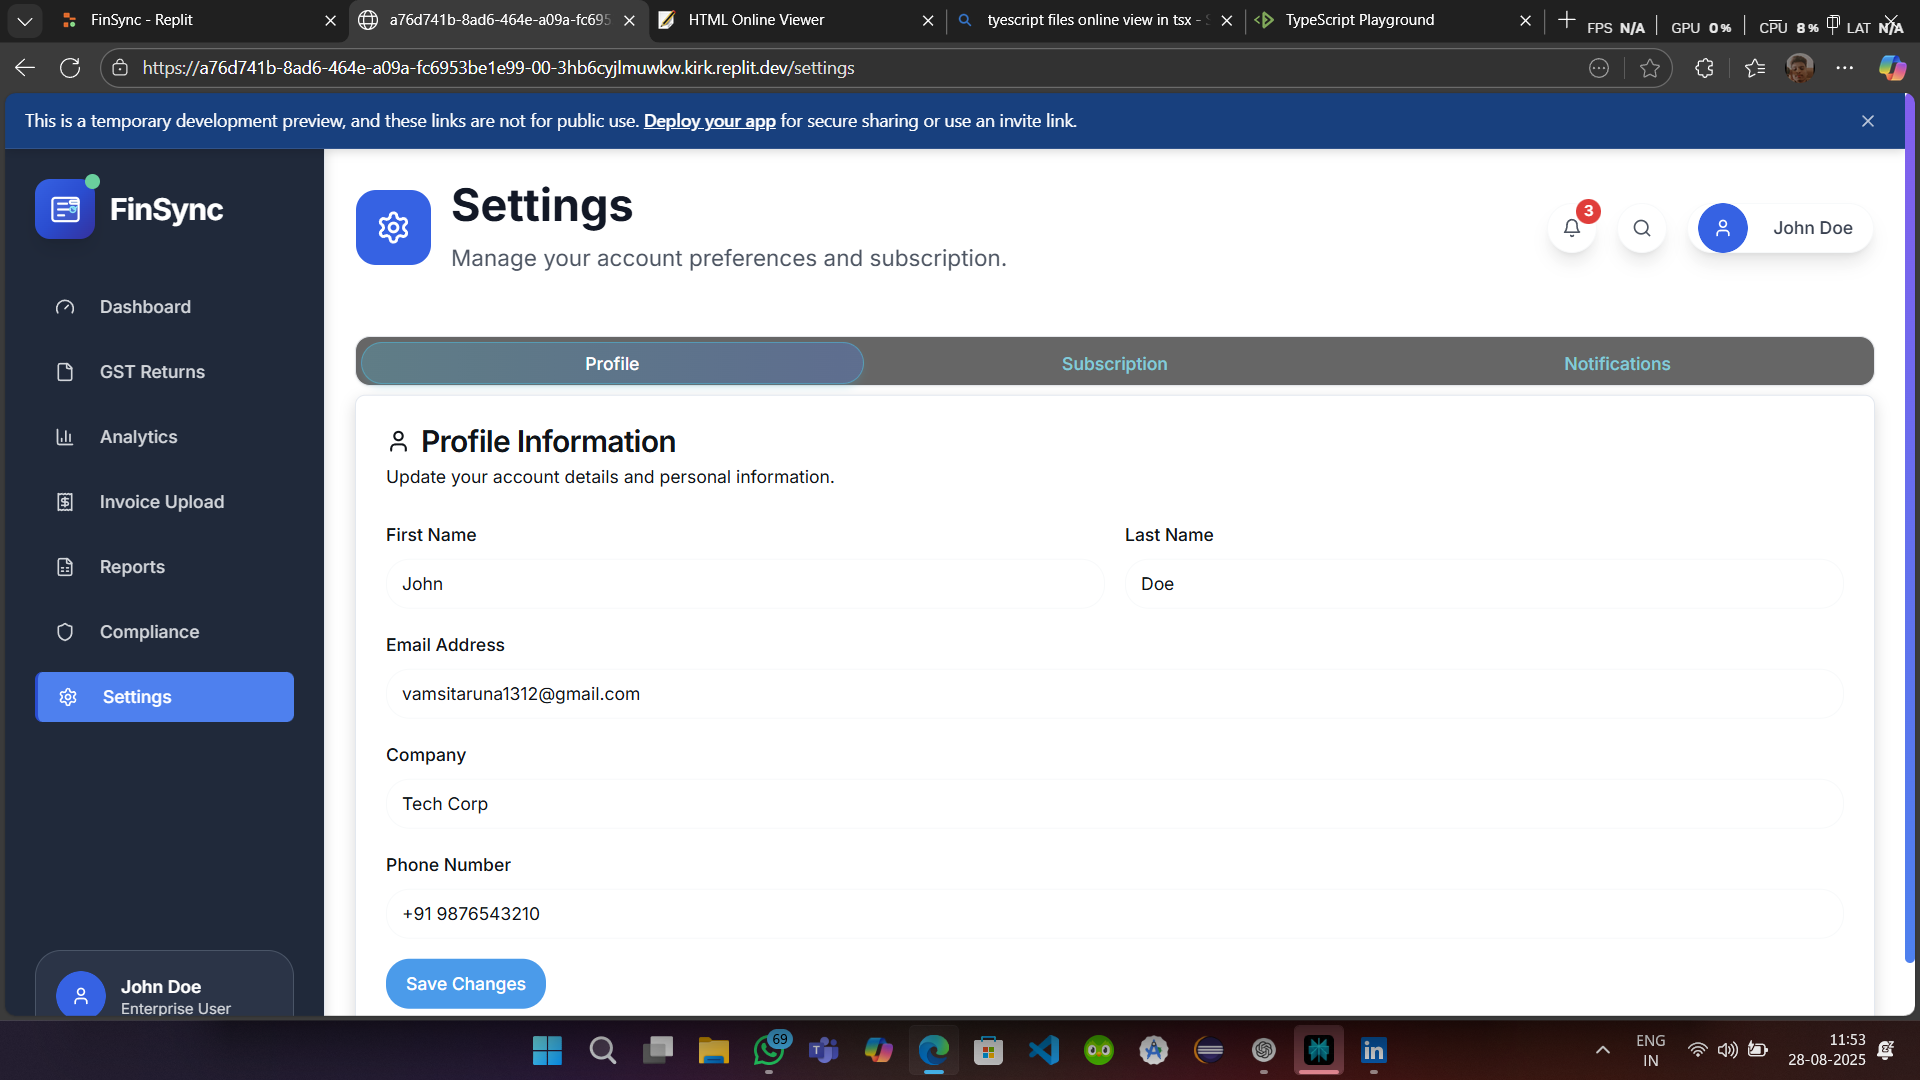 FinSync - Replit
a76d741b-8ad6-464e-a09a-fc695
HTML Online Viewer
tyescript files online view in tsx -
TypeScript Playground
FPS N/A
GPU 0%
CPU 8%
LAT N/A
https://a76d741b-8ad6-464e-a09a-fc6953be1e99-00-3hb6cyjlmuwkw.kirk.replit.dev/settings
This is a temporary development preview, and these links are not for public use. Deploy your app for secure sharing or use an invite link.
FinSync
Dashboard
GST Returns
Analytics
Invoice Upload
Reports
Compliance
Settings
John Doe
Enterprise User
Settings
Manage your account preferences and subscription.
3
John Doe
Profile
Subscription
Notifications
Profile Information
Update your account details and personal information.
First Name
Last Name
John
Doe
Email Address
vamsitaruna1312@gmail.com
Company
Tech Corp
Phone Number
+91 9876543210
Save Changes
69
ENG
IN
11:53
28-08-2025